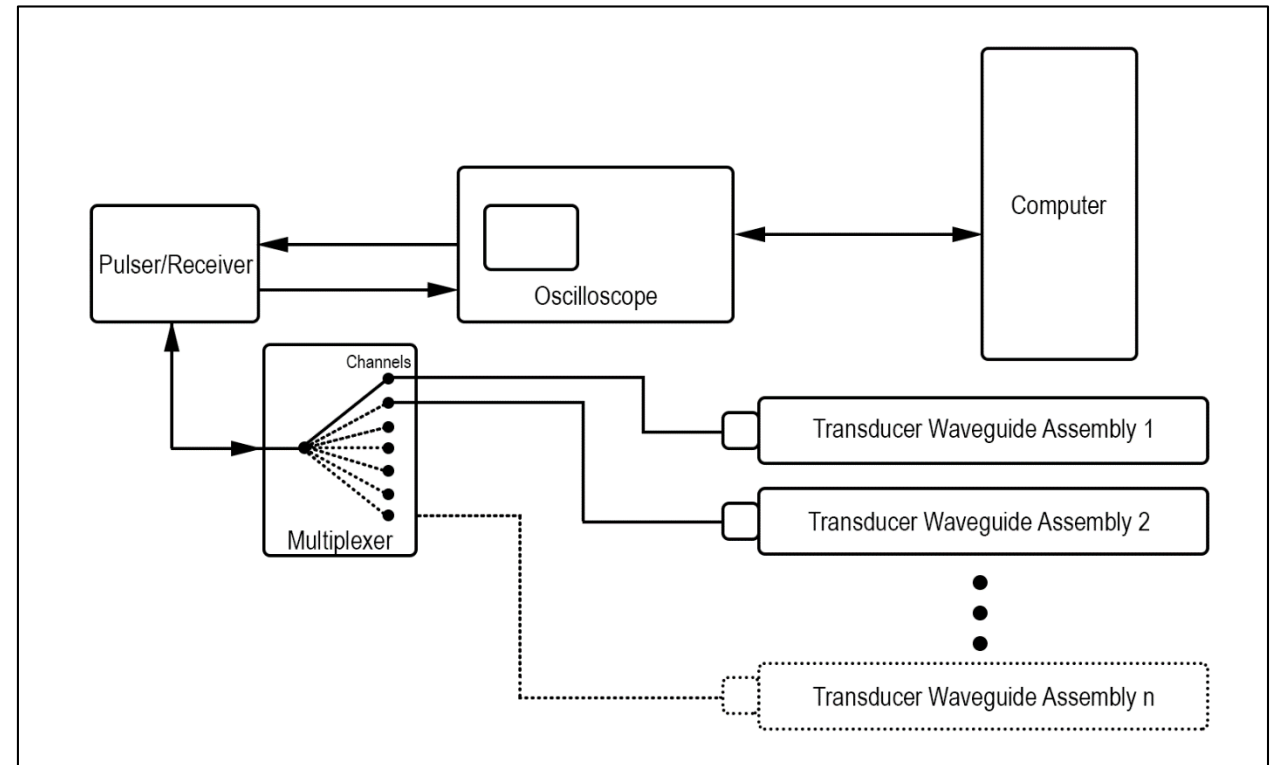 Computer
Pulser/Receiver
Oscilloscope
Channels
Multiplexer
Transducer Waveguide Assembly 1
Transducer Waveguide Assembly 2
Transducer Waveguide Assembly n